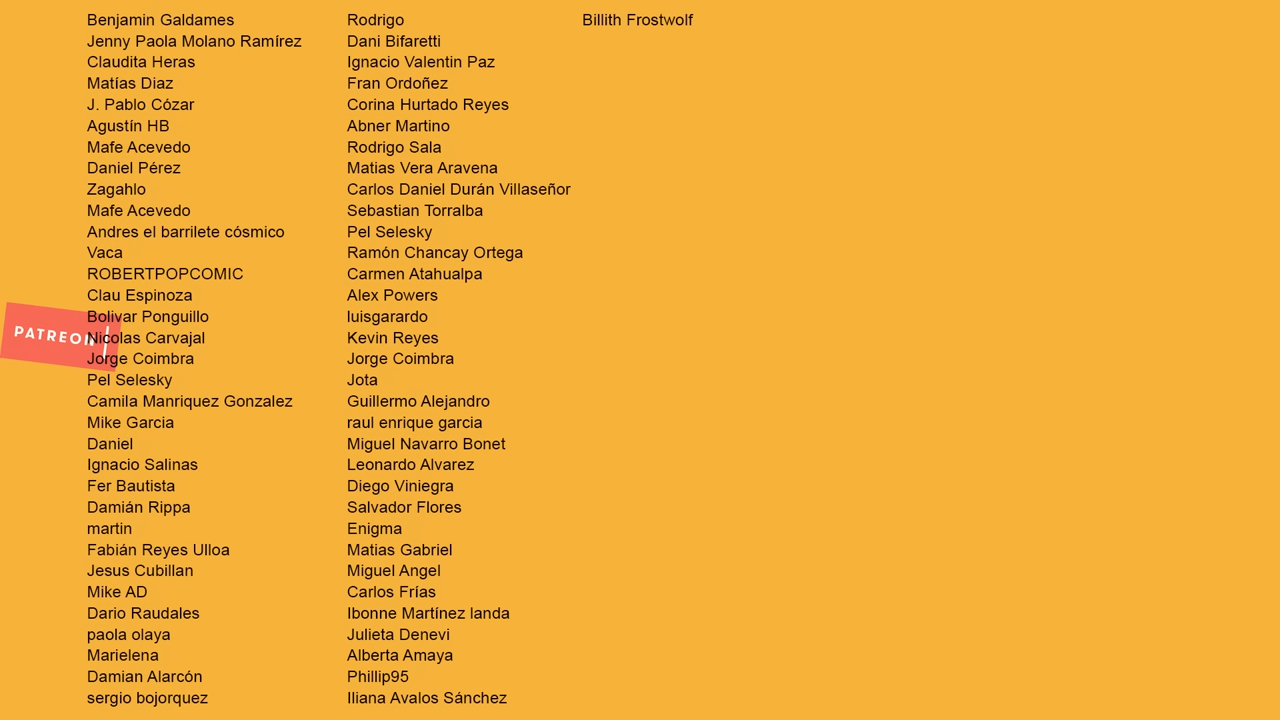 Benjamin Galdames
Jenny Paola Molano Ramírez
Claudita Heras
Matías Diaz
J. Pablo Cózar
Agustín HB
Mafe Acevedo
Daniel Pérez
Zagahlo
Mafe Acevedo
Andres el barrilete cósmico
Vaca
ROBERTPOPCOMIC
Clau Espinoza
Bolivar Ponguillo
PATREON
Nicolas Carvajal
Jorge Coimbra
Pel Selesky
Camila Manriquez Gonzalez
Mike Garcia
Daniel
Ignacio Salinas
Fer Bautista
Damián Rippa
martin
Fabián Reyes Ulloa
Jesus Cubillan
Mike AD
Dario Raudales
paola olaya
Marielena
Damian Alarcón
sergio bojorquez
Rodrigo
Dani Bifaretti
Ignacio Valentin Paz
Fran Ordoñez
Corina Hurtado Reyes
Abner Martino
Rodrigo Sala
Matias Vera Aravena
Carlos Daniel Durán Villaseñor
Sebastian Torralba
Pel Selesky
Ramón Chancay Ortega
Carmen Atahualpa
Alex Powers
luisgarardo
Kevin Reyes
Jorge Coimbra
Jota
Guillermo Alejandro
raul enrique garcia
Miguel Navarro Bonet
Leonardo Alvarez
Diego Viniegra
Salvador Flores
Enigma
Matias Gabriel
Miguel Angel
Carlos Frías
Ibonne Martínez landa
Julieta Denevi
Alberta Amaya
Phillip95
Iliana Avalos Sánchez
Billith Frostwolf